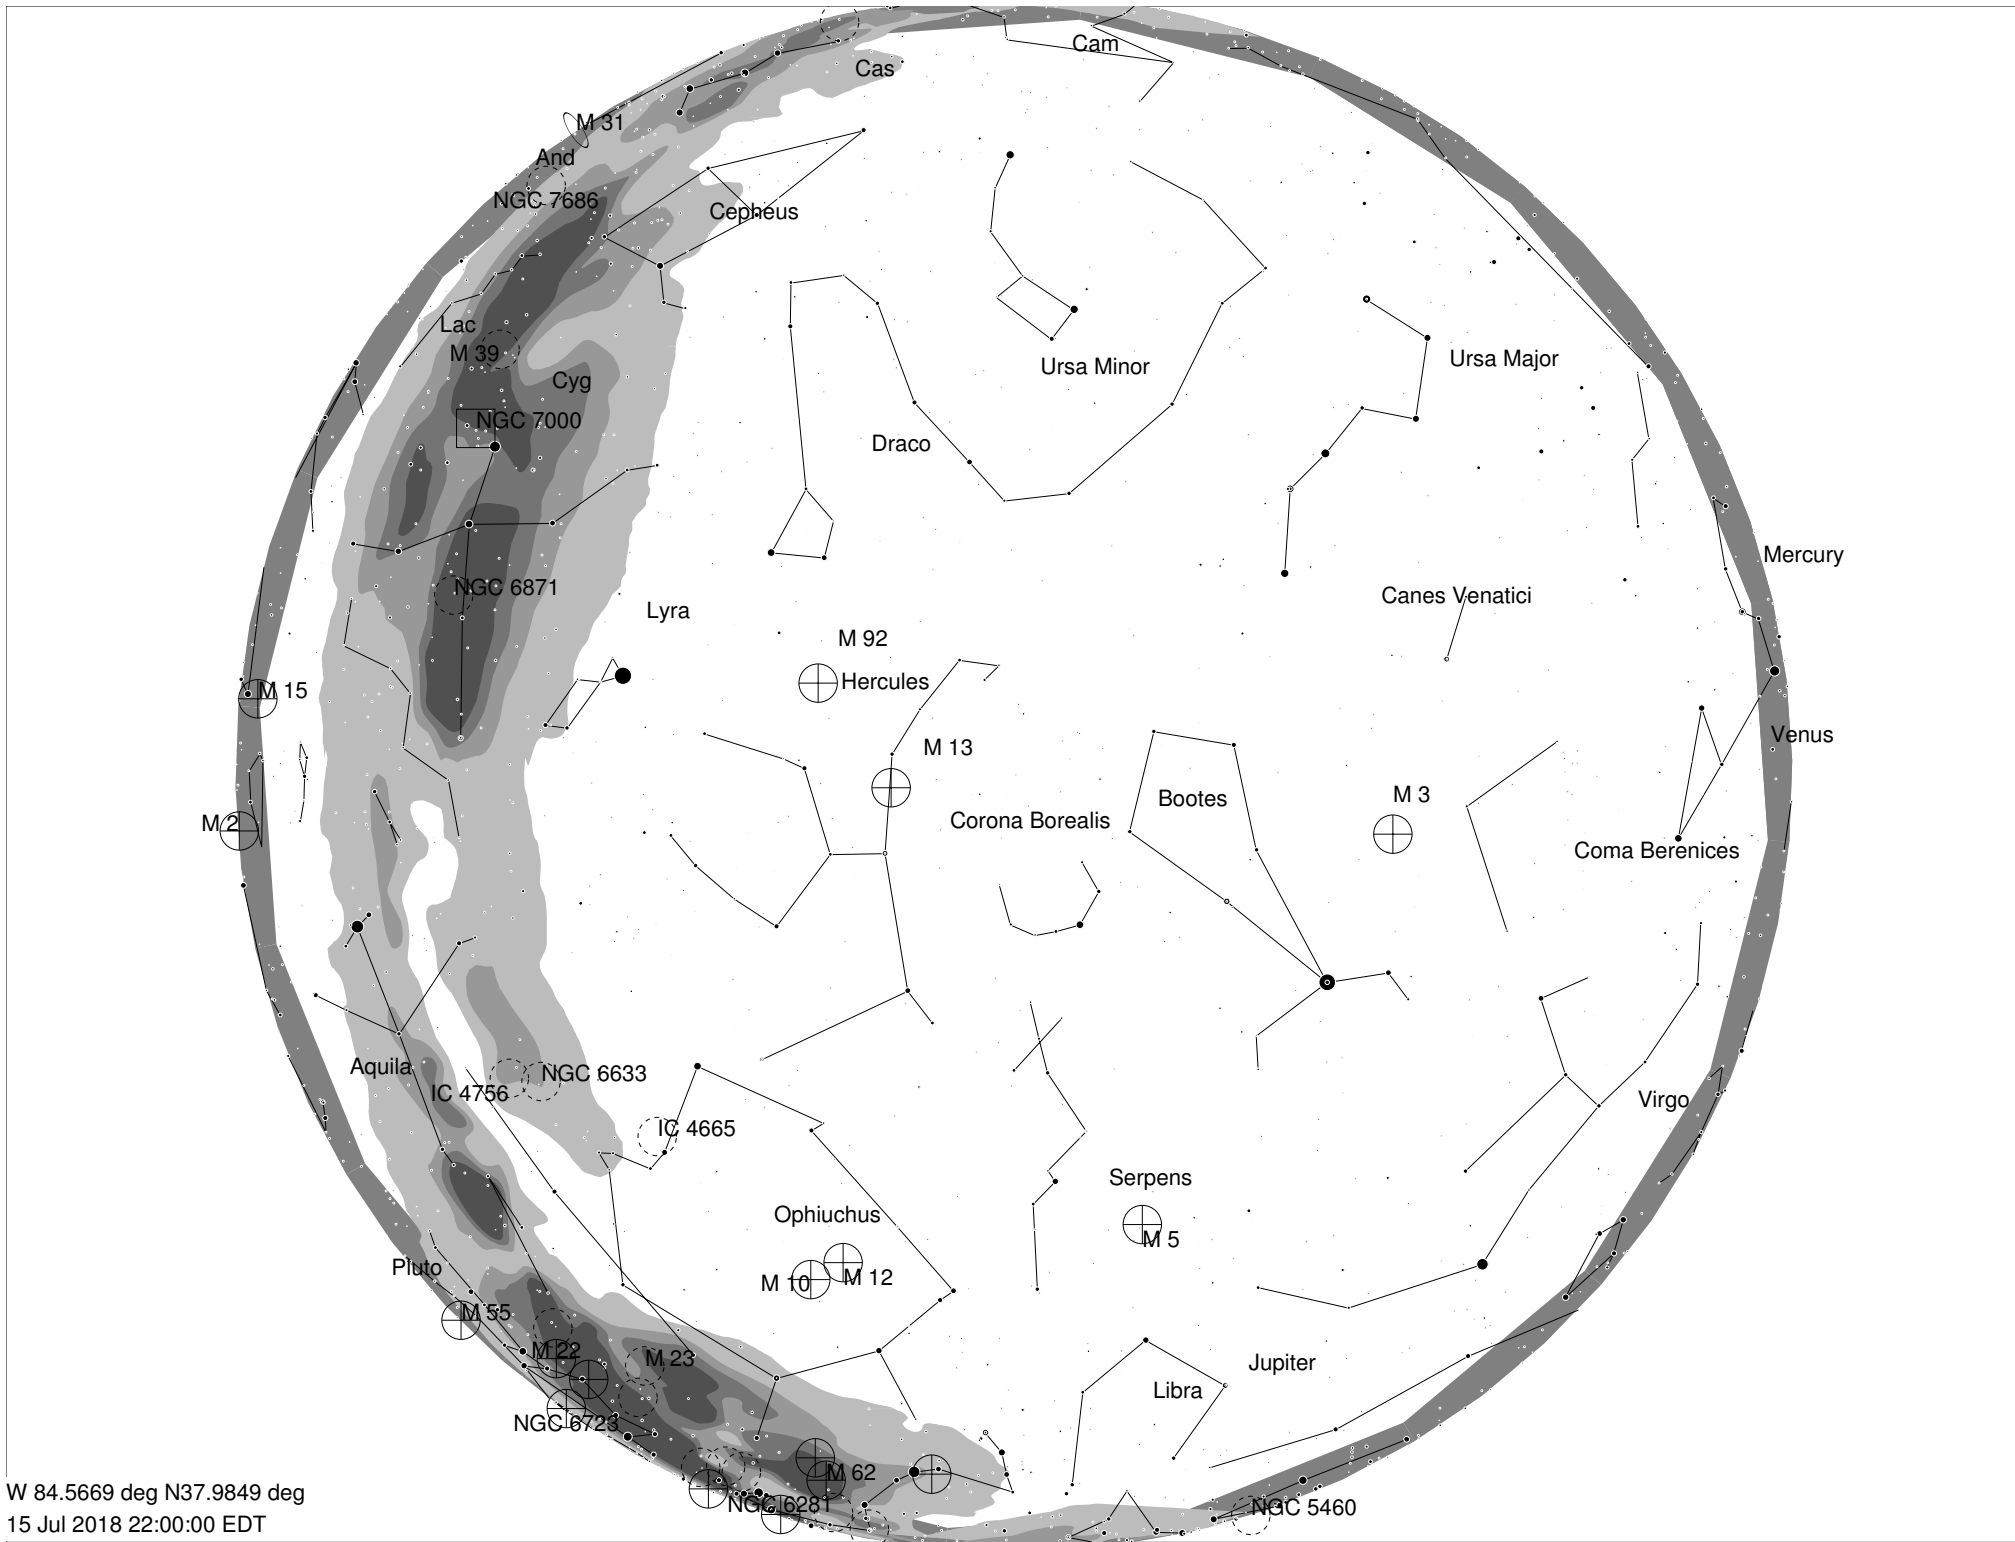 Cam
Cas
M 31
And
NGC 7686
Cepheus
Lac
M 39
Ursa Minor
Ursa Major
Cyg
NGC 7000
Draco
Mercury
NGC 6871
Canes Venatici
Lyra
M 92
Hercules
M 15
Venus
M 13
M 3
Bootes
M 2
Corona Borealis
Coma Berenices
Aquila
NGC 6633
IC 4756
Virgo
IC 4665
Serpens
Ophiuchus
M 5
Pluto
M 10
M 12
M 55
M 22
M 23
Jupiter
Libra
NGC 6723
M 62
NGC 6281
NGC 5460
W 84.5669 deg N37.9849 deg
15 Jul 2018 22:00:00 EDT